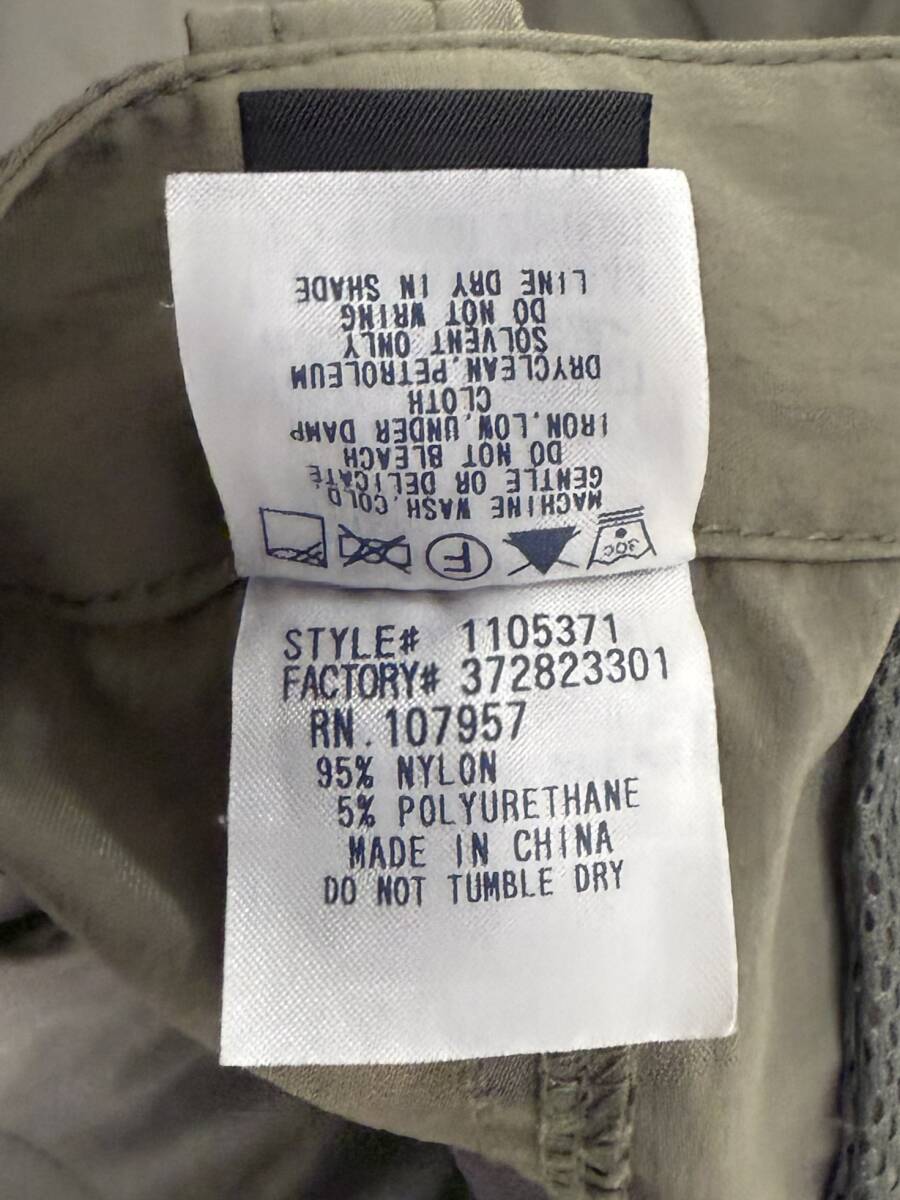 MACHINE WASH,COLD,
GENTLE OR DELICATE
DO NOT BLEACH
IRON,LOW,UNDER DAMP
CLOTH
DRYCLEAN,PETROLEUM
SOLVENT ONLY
DO NOT WRING
LINE DRY IN SHADE
30C F
STYLE# 1105371
FACTORY# 372823301
RN. 107957
95% NYLON
5% POLYURETHANE
MADE IN CHINA
DO NOT TUMBLE DRY